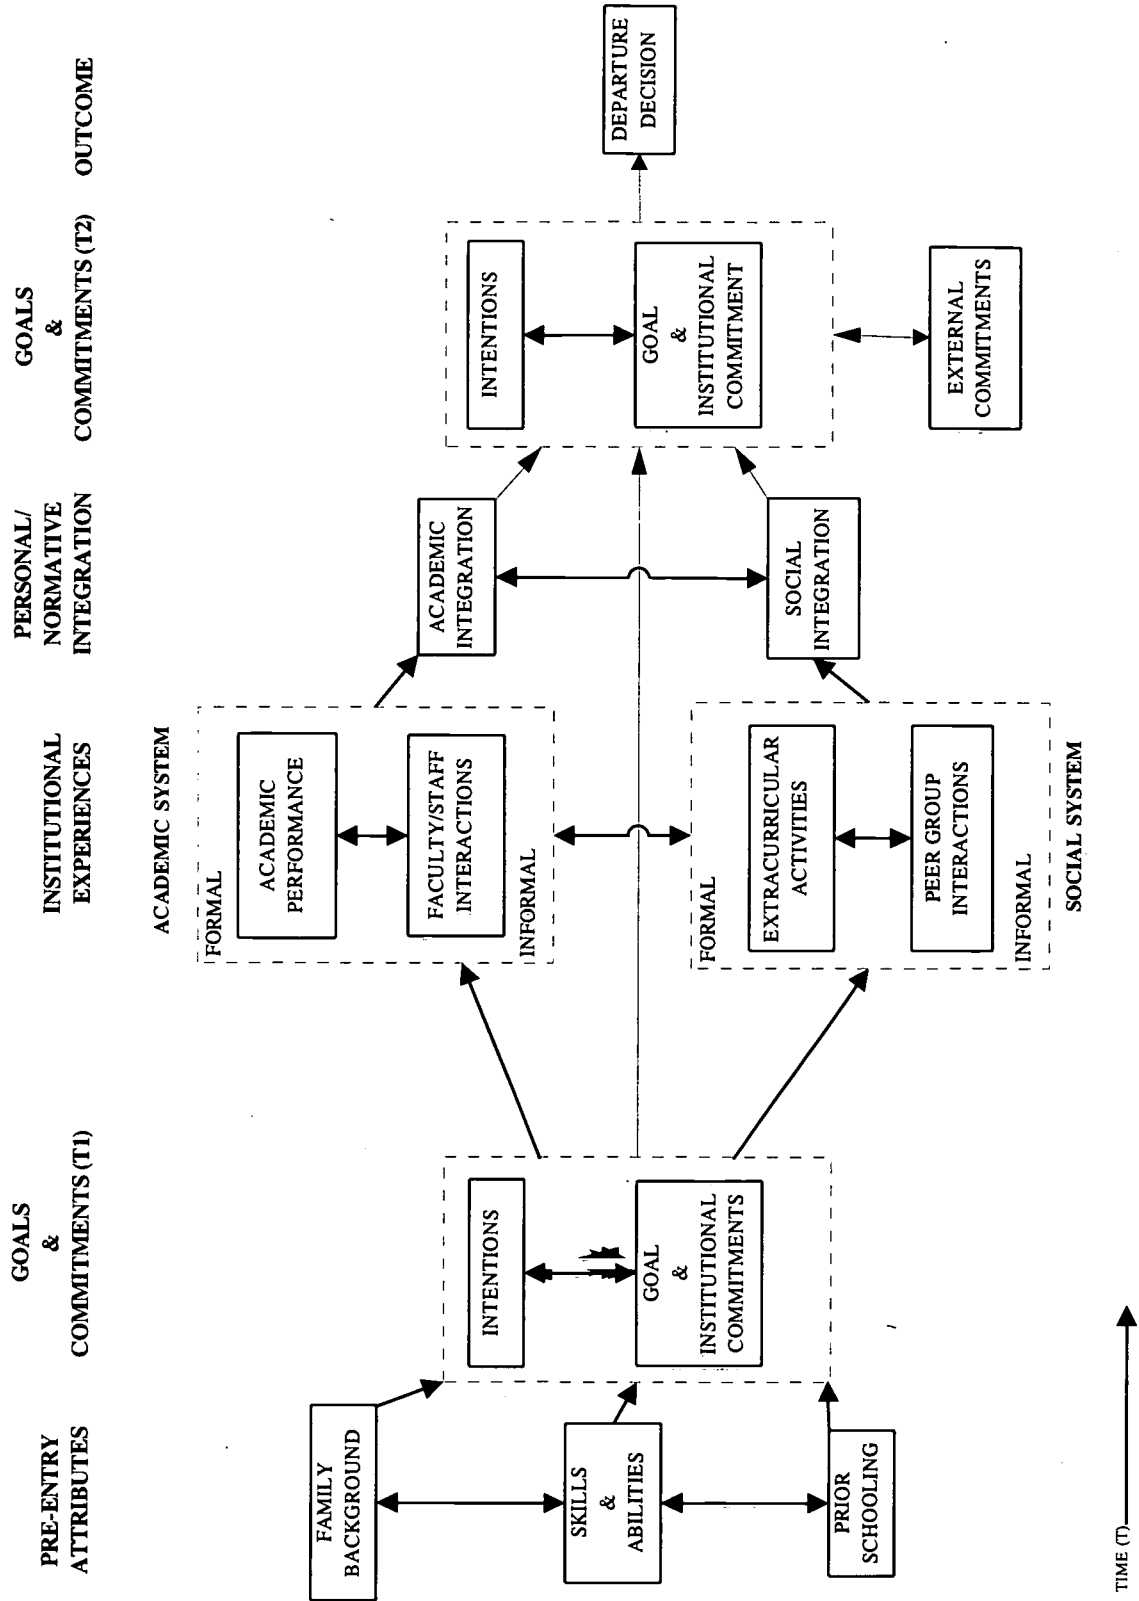 PRE-ENTRY
ATTRIBUTES
GOALS
&
COMMITMENTS (T1)
INSTITUTIONAL
EXPERIENCES
PERSONAL/
NORMATIVE
INTEGRATION
GOALS
&
COMMITMENTS (T2)
OUTCOME
FAMILY
BACKGROUND
SKILLS
&
ABILITIES
PRIOR
SCHOOLING
INTENTIONS
GOAL
&
INSTITUTIONAL
COMMITMENTS
ACADEMIC SYSTEM
FORMAL
ACADEMIC
PERFORMANCE
FACULTY/STAFF
INTERACTIONS
INFORMAL
FORMAL
EXTRACURRICULAR
ACTIVITIES
PEER GROUP
INTERACTIONS
INFORMAL
SOCIAL SYSTEM
ACADEMIC
INTEGRATION
SOCIAL
INTEGRATION
INTENTIONS
GOAL
&
INSTITUTIONAL
COMMITMENT
EXTERNAL
COMMITMENTS
DEPARTURE
DECISION
TIME (T)